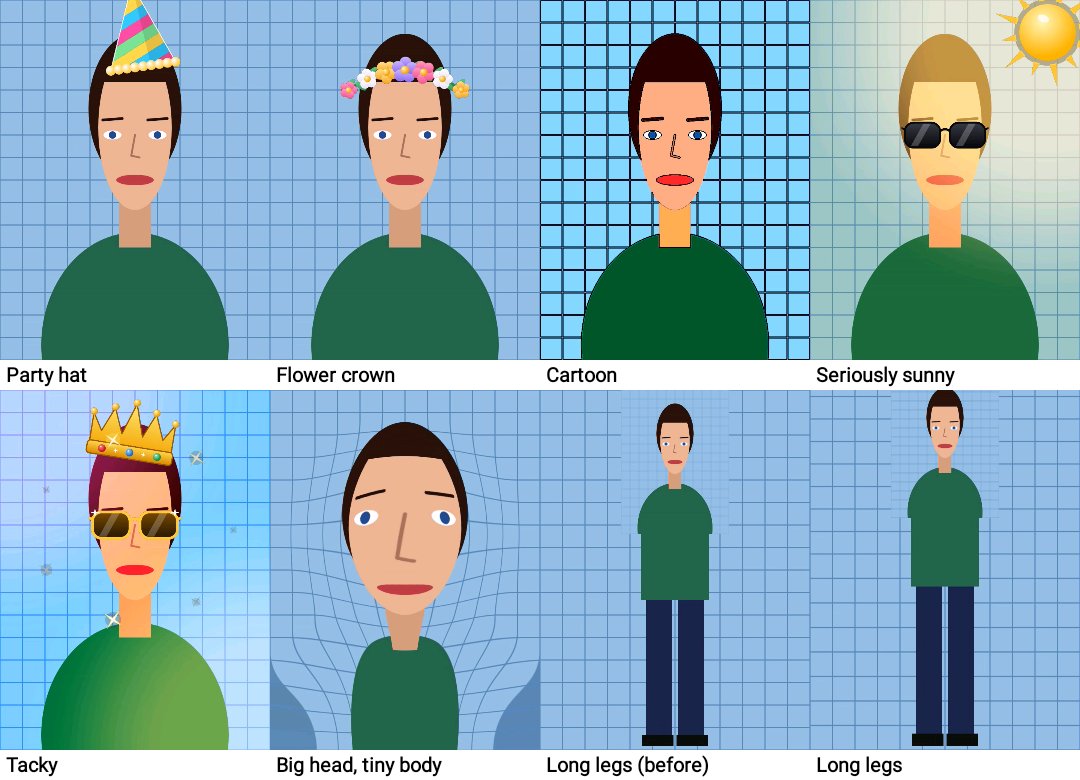 Party hat
Flower crown
Cartoon
Seriously sunny
Tacky
Big head, tiny body
Long legs (before)
Long legs